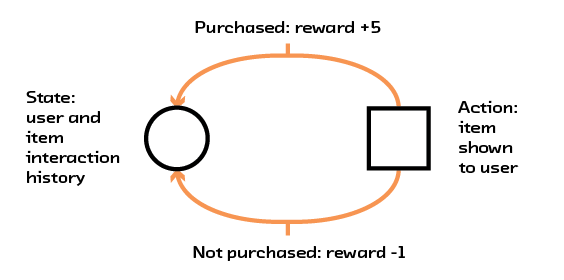 Purchased: reward +5
State:
user and
item
interaction
history
Action:
item
shown
to user
Not purchased: reward -1